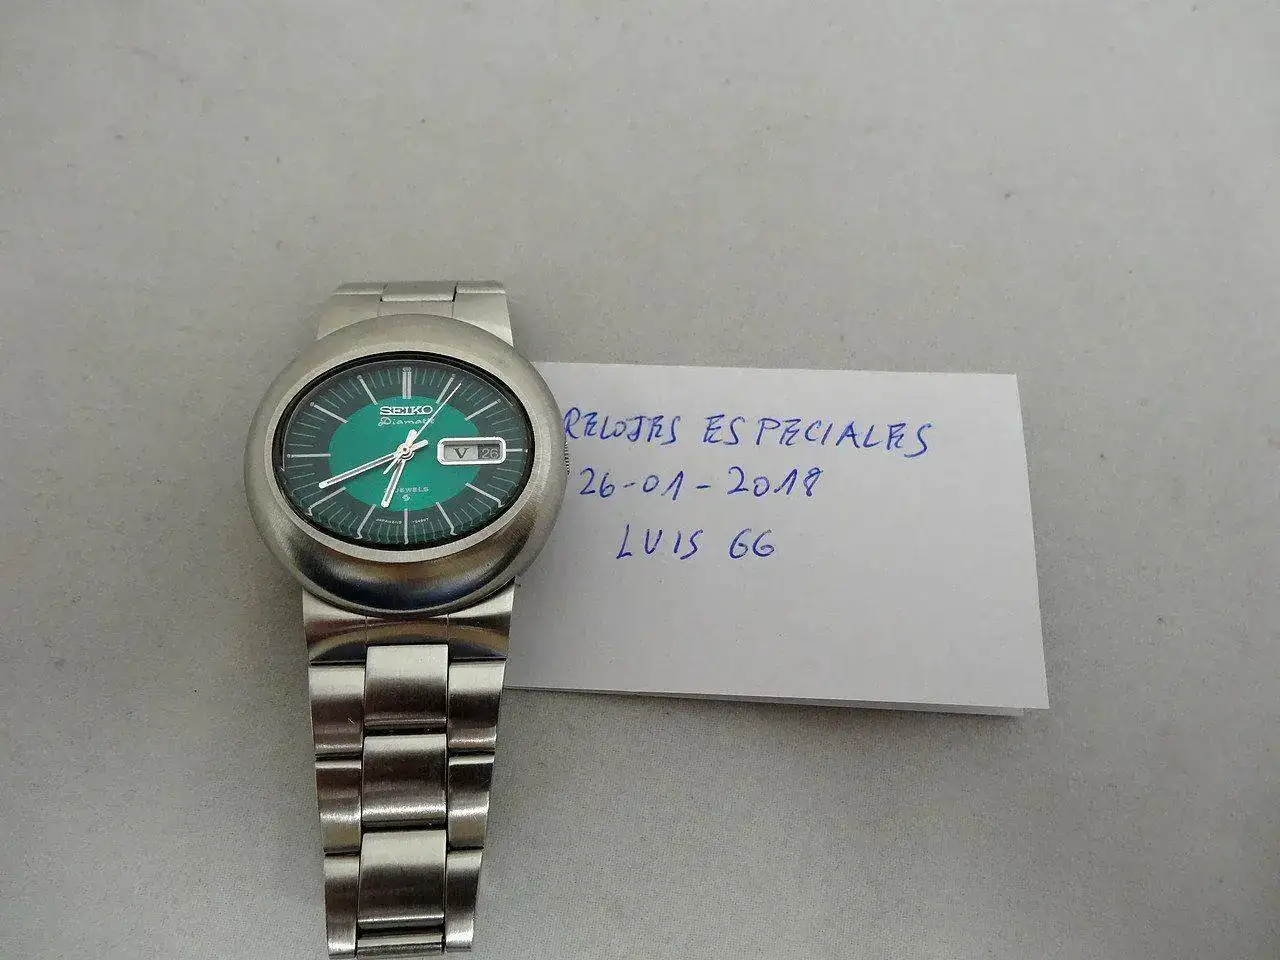 SEIKO
Diamatic
V 26
JEWELS
RELOJES ESPECIALES
26-01-2018
LUIS 66